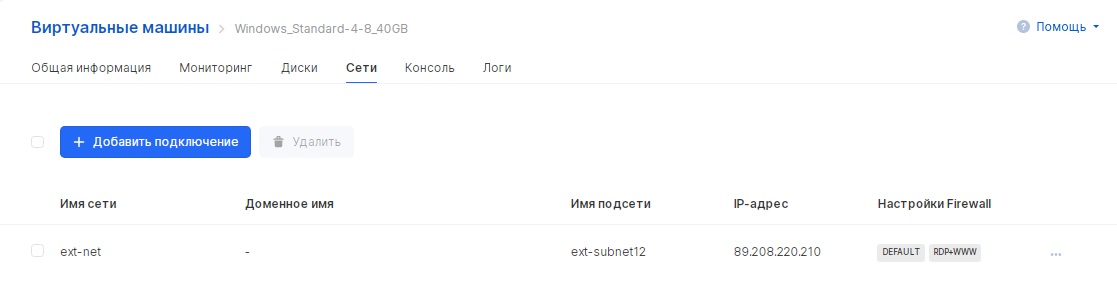 Виртуальные машины > Windows_Standard-4-8_40GB
? Помощь
Общая информация Мониторинг Диски Сети Консоль Логи
+ Добавить подключение Удалить
Имя сети Доменное имя Имя подсети IP-адрес Настройки Firewall
ext-net - ext-subnet12 89.208.220.210 DEFAULT RDP+WWW ...